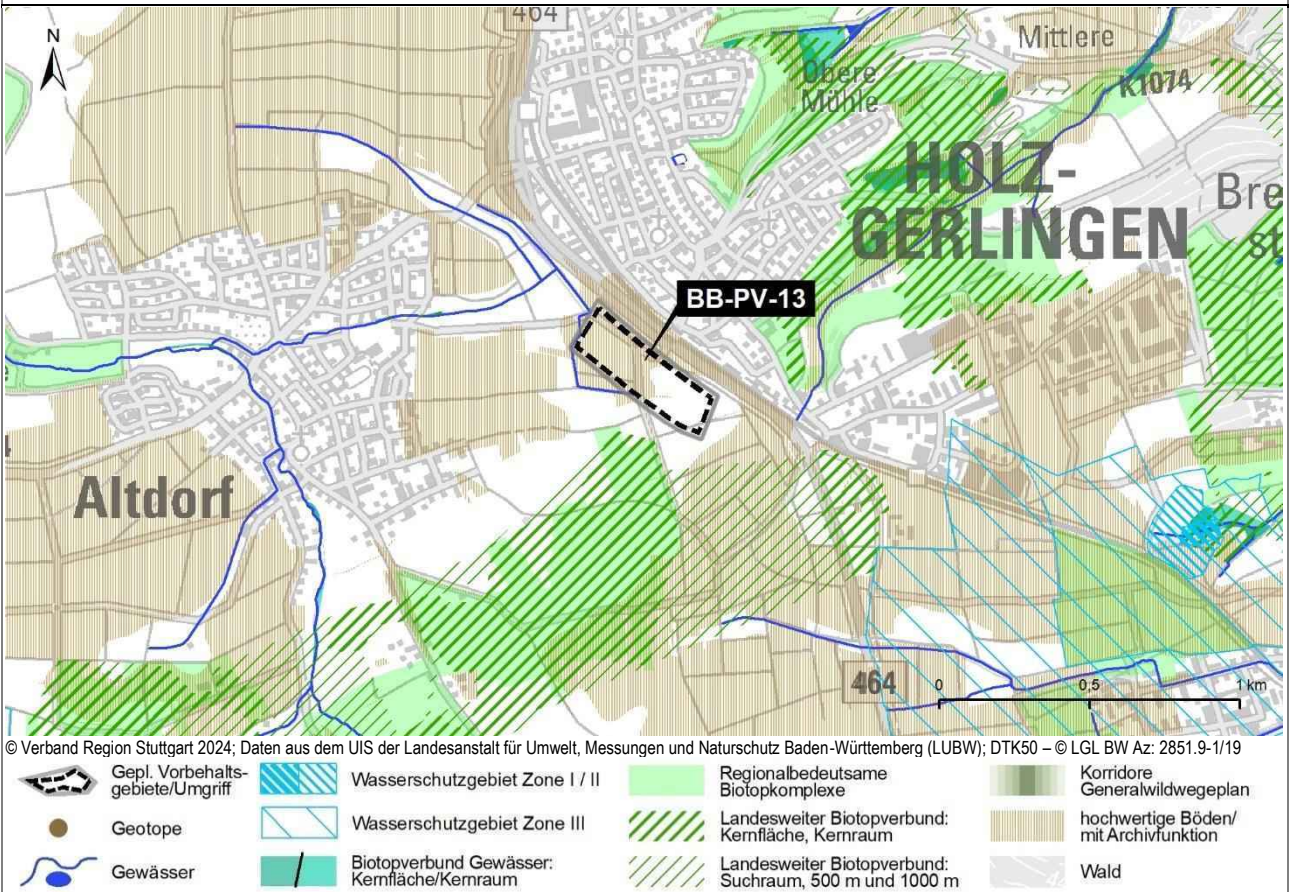 464
N
Mittlere
Obere
Mühle
K1074
HOLZ-
GERLINGEN
Bre
st
BB-PV-13
Altdorf
464
0 0,5 1 km
© Verband Region Stuttgart 2024; Daten aus dem UIS der Landesanstalt für Umwelt, Messungen und Naturschutz Baden-Württemberg (LUBW); DTK50 – © LGL BW Az: 2851.9-1/19
Gepl. Vorbehalts-
gebiete/Umgriff
Geotope
Gewässer
Wasserschutzgebiet Zone I / II
Wasserschutzgebiet Zone III
Biotopverbund Gewässer:
Kernfläche/Kernraum
Regionalbedeutsame
Biotopkomplexe
Landesweiter Biotopverbund:
Kernfläche, Kernraum
Landesweiter Biotopverbund:
Suchraum, 500 m und 1000 m
Korridore
Generalwildwegeplan
hochwertige Böden/
mit Archivfunktion
Wald